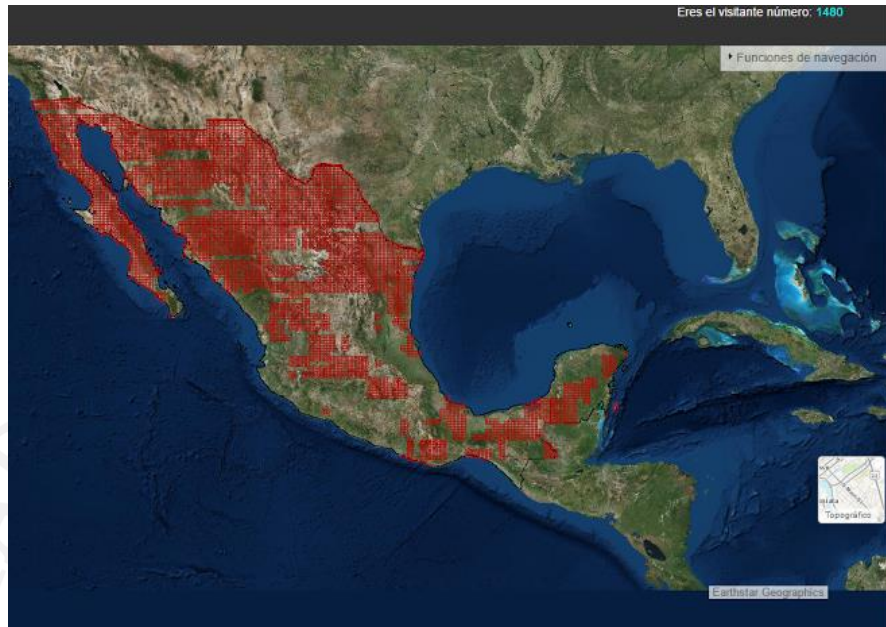 Eres el visitante número: 1480
Funciones de navegación
Topográfico
Earthstar Geographics